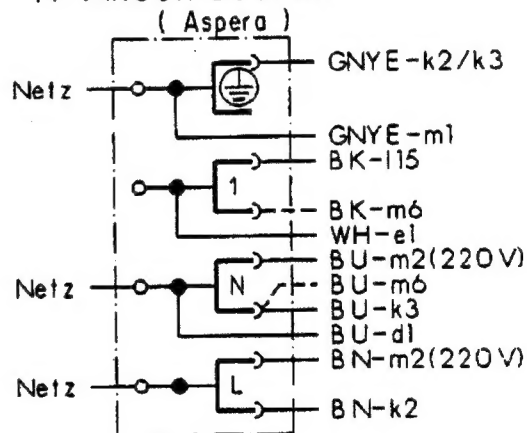 ( Aspera )
GNYE-k2/k3
Netz
GNYE-m1
BK-l15
1
BK-m6
WH-e1
BU-m2(220V)
Netz
N
BU-m6
BU-k3
BU-d1
BN-m2(220V)
Netz
L
BN-k2